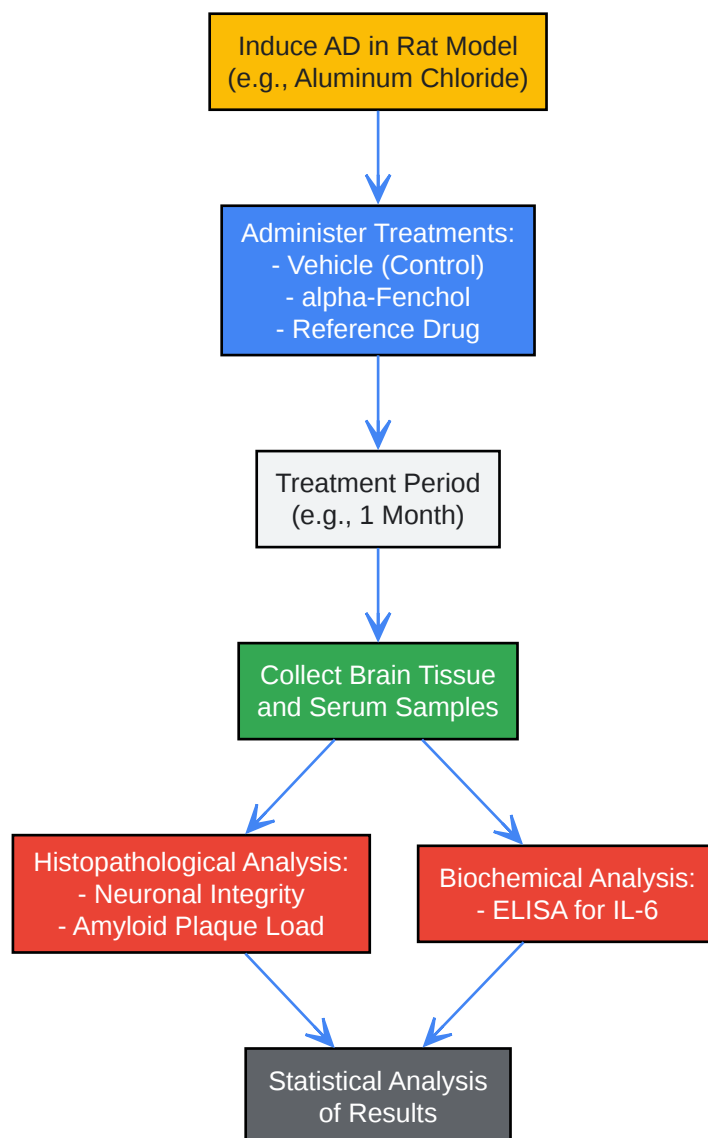 Induce AD in Rat Model
(e.g., Aluminum Chloride)
Administer Treatments:
- Vehicle (Control)
- alpha-Fenchol
- Reference Drug
Treatment Period
(e.g., 1 Month)
Collect Brain Tissue
and Serum Samples
Histopathological Analysis:
- Neuronal Integrity
- Amyloid Plaque Load
Biochemical Analysis:
- ELISA for IL-6
Statistical Analysis
of Results